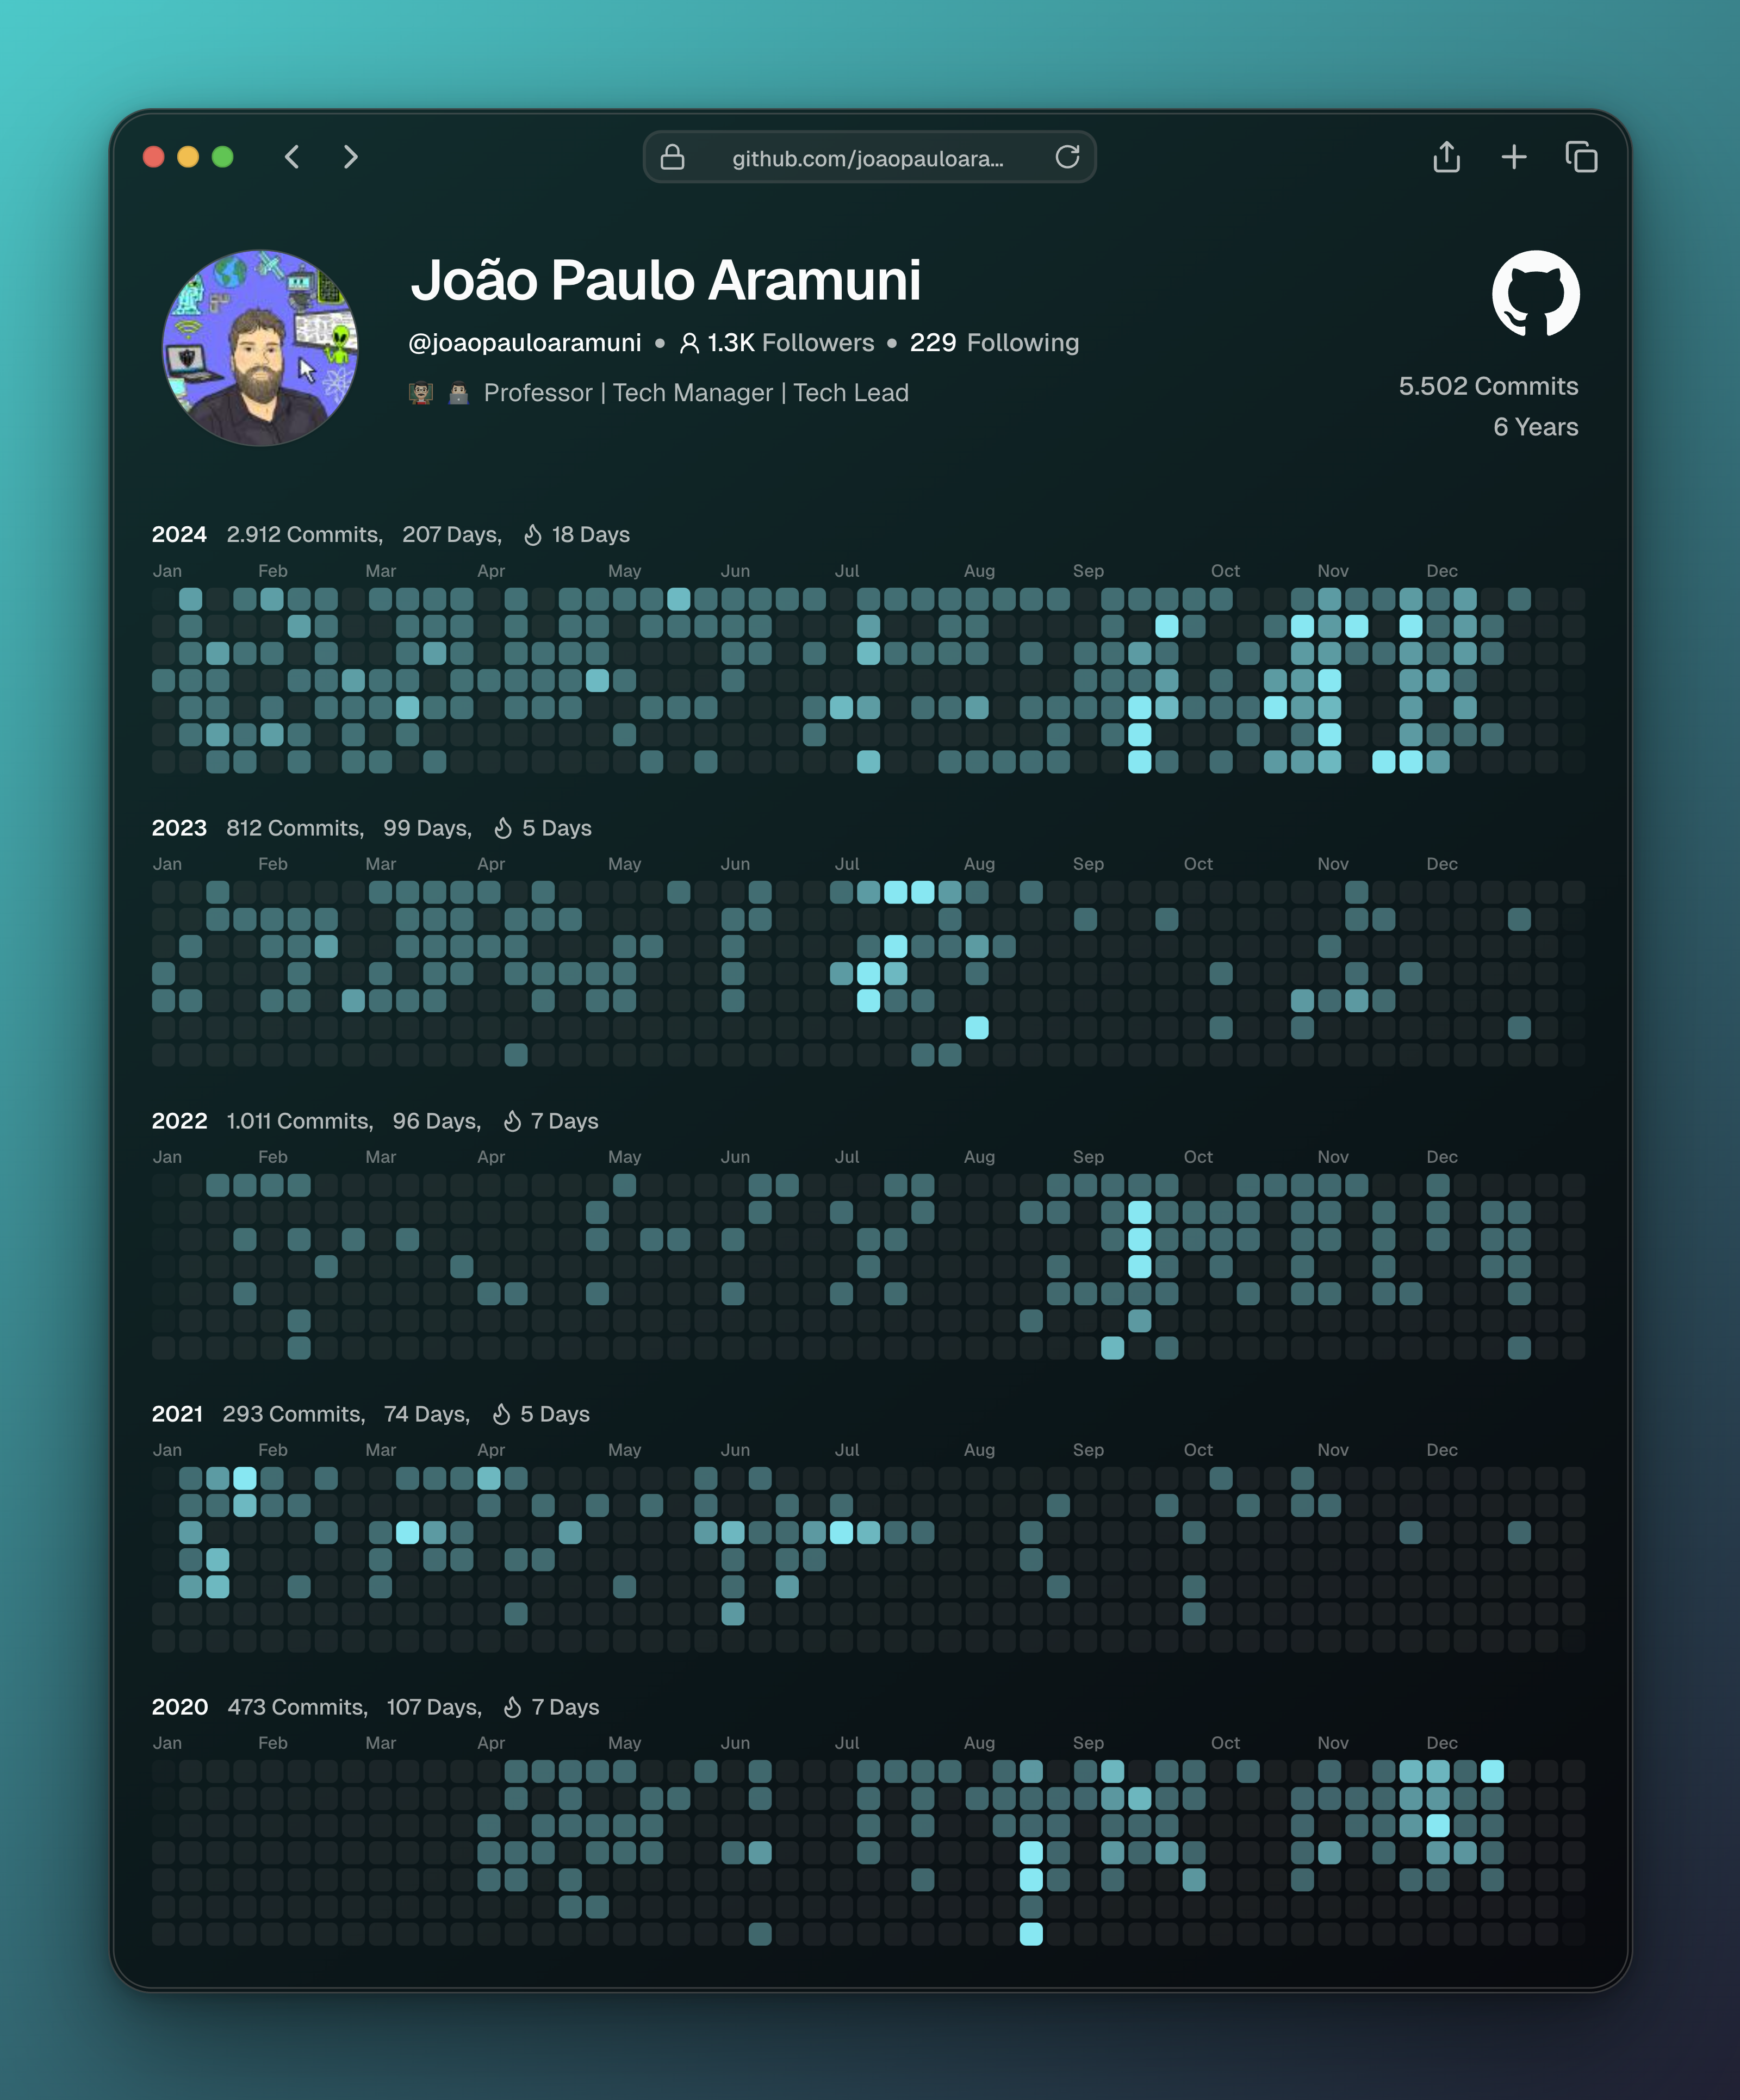 github.com/joaopauloara...
João Paulo Aramuni
@joaopauloaramuni • 1.3K Followers • 229 Following
Professor | Tech Manager | Tech Lead
5.502 Commits
6 Years
2024 2.912 Commits, 207 Days, 18 Days
Jan Feb Mar Apr May Jun Jul Aug Sep Oct Nov Dec
2023 812 Commits, 99 Days, 5 Days
Jan Feb Mar Apr May Jun Jul Aug Sep Oct Nov Dec
2022 1.011 Commits, 96 Days, 7 Days
Jan Feb Mar Apr May Jun Jul Aug Sep Oct Nov Dec
2021 293 Commits, 74 Days, 5 Days
Jan Feb Mar Apr May Jun Jul Aug Sep Oct Nov Dec
2020 473 Commits, 107 Days, 7 Days
Jan Feb Mar Apr May Jun Jul Aug Sep Oct Nov Dec